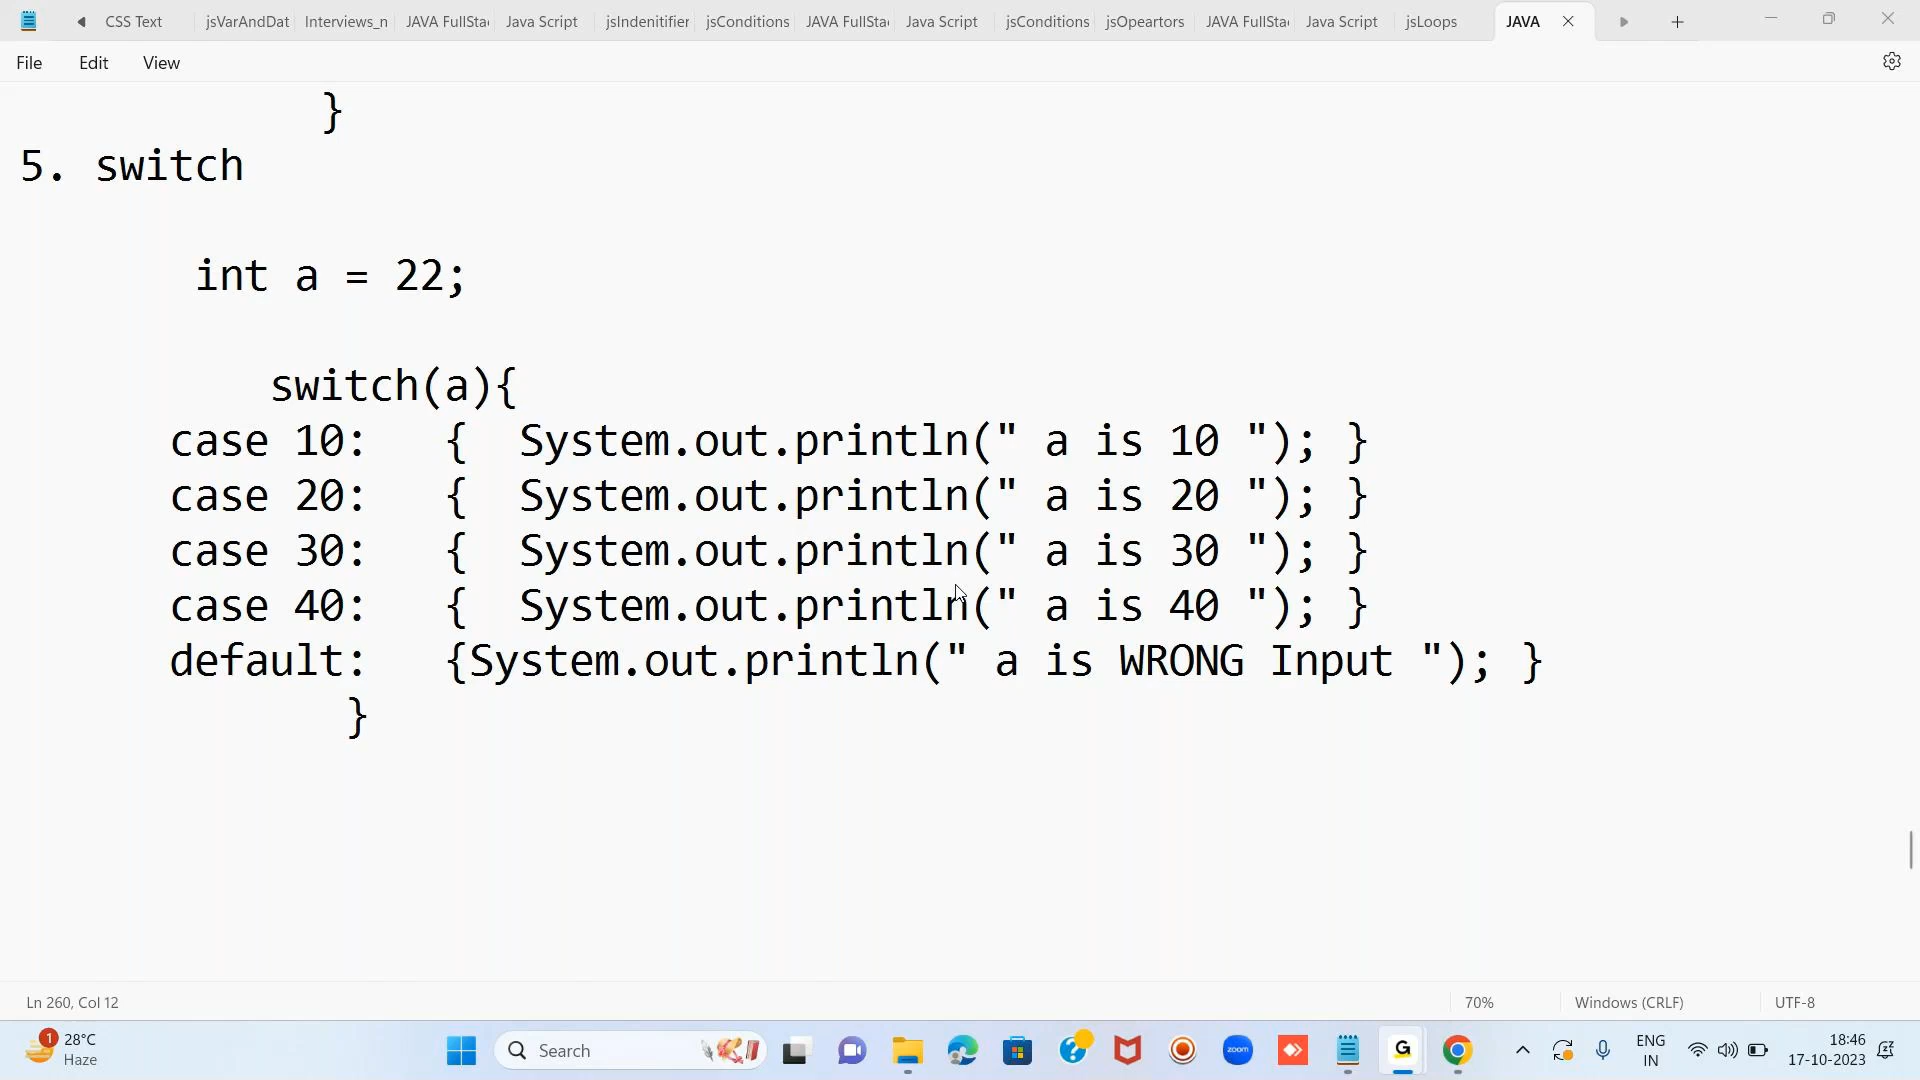 CSS Text jsVarAndDat Interviews_n JAVA FullSta Java Script jsIndenitifier jsConditions JAVA FullSta Java Script jsConditions jsOpeartors JAVA FullSta Java Script jsLoops JAVA
File Edit View
}
5. switch
int a = 22;
switch(a){
case 10: { System.out.println(" a is 10 "); }
case 20: { System.out.println(" a is 20 "); }
case 30: { System.out.println(" a is 30 "); }
case 40: { System.out.println(" a is 40 "); }
default: {System.out.println(" a is WRONG Input "); }
}
Ln 260, Col 12 70% Windows (CRLF) UTF-8
1 28°C
Haze
Search
zoom
G
ENG
IN
18:46
17-10-2023